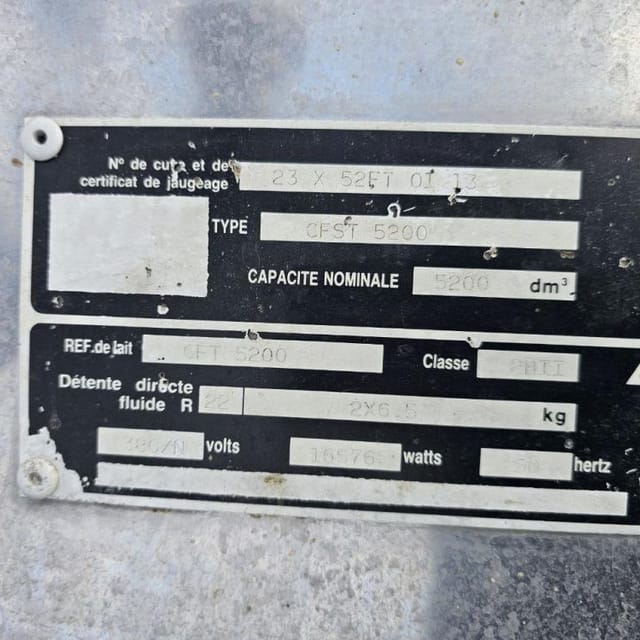 N° de cuve et de
certificat de jaugeage 23 X 52FT 01 13
TYPE CFST 5200
CAPACITE NOMINALE 5200 dm³
REF. de lait CFT 5200 Classe 2BII
Détente directe
fluide R 22 2X6.5 kg
380/N volts 16576 watts 50 hertz